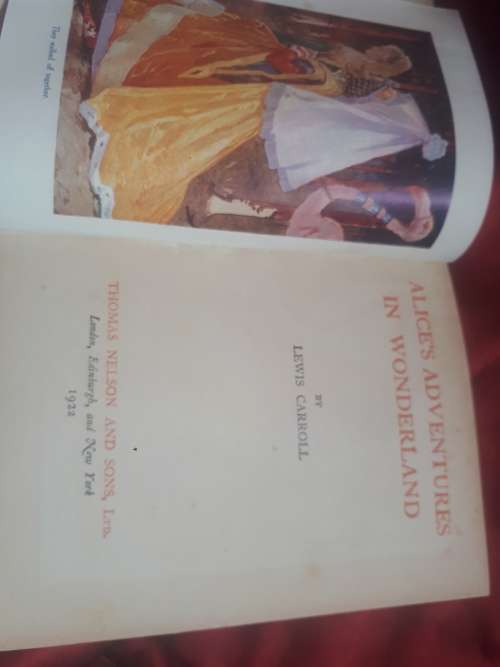 They walked off together.
ALICE'S ADVENTURES
IN WONDERLAND
BY
LEWIS CARROLL
THOMAS NELSON AND SONS, LTD.
London, Edinburgh, and New York
1922